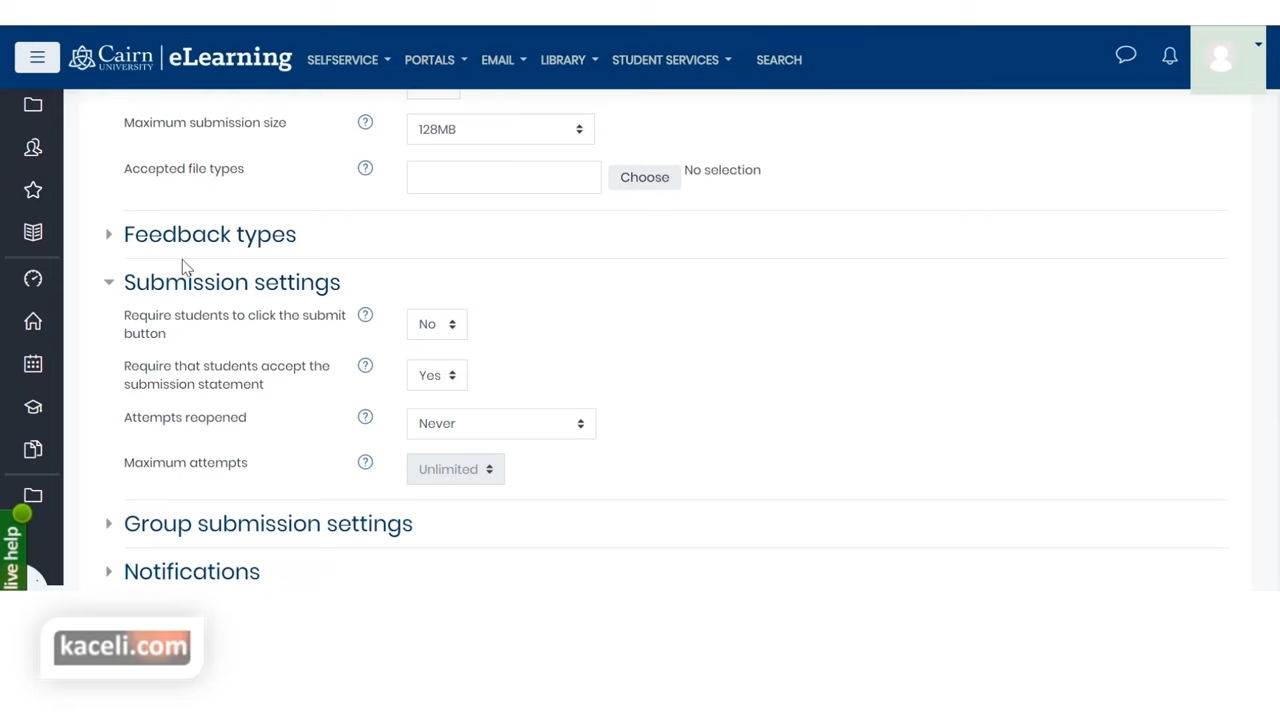 Cairn UNIVERSITY eLearning SELFSERVICE PORTALS EMAIL LIBRARY STUDENT SERVICES SEARCH
Maximum submission size 128MB
Accepted file types Choose No selection
Feedback types
Submission settings
Require students to click the submit
button
No
Require that students accept the
submission statement
Yes
Attempts reopened Never
Maximum attempts Unlimited
Group submission settings
Notifications
live help
kaceli.com